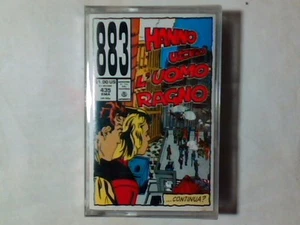 883
HANNO
UCCISO
L'UOMO
RAGNO
...CONTINUA?